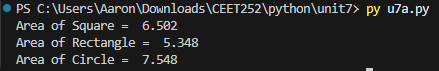 PS C:\Users\Aaron\Downloads\CEET252\python\unit7> py u7a.py
Area of Square =  6.502
Area of Rectangle =  5.348
Area of Circle =  7.548